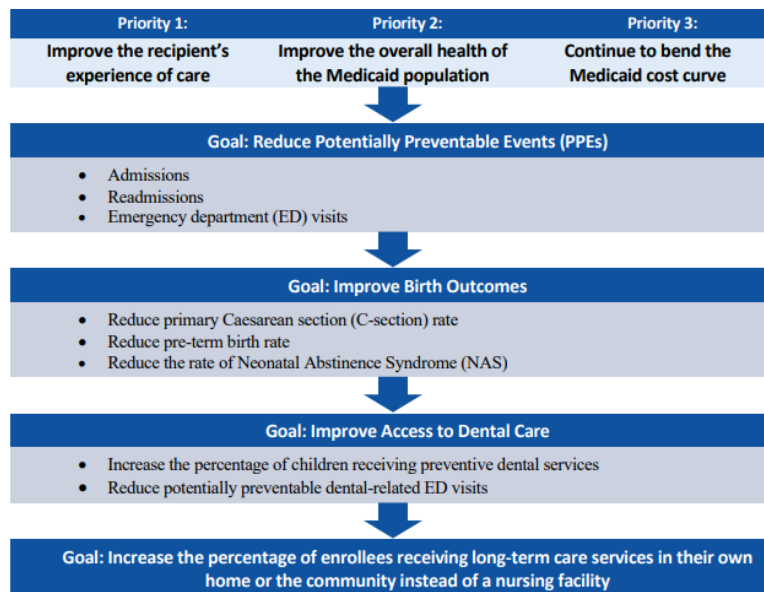 Priority 1:
Improve the recipient's
experience of care
Priority 2:
Improve the overall health of
the Medicaid population
Priority 3:
Continue to bend the
Medicaid cost curve
Goal: Reduce Potentially Preventable Events (PPEs)
• Admissions
• Readmissions
• Emergency department (ED) visits
Goal: Improve Birth Outcomes
• Reduce primary Caesarean section (C-section) rate
• Reduce pre-term birth rate
• Reduce the rate of Neonatal Abstinence Syndrome (NAS)
Goal: Improve Access to Dental Care
• Increase the percentage of children receiving preventive dental services
• Reduce potentially preventable dental-related ED visits
Goal: Increase the percentage of enrollees receiving long-term care services in their own
home or the community instead of a nursing facility